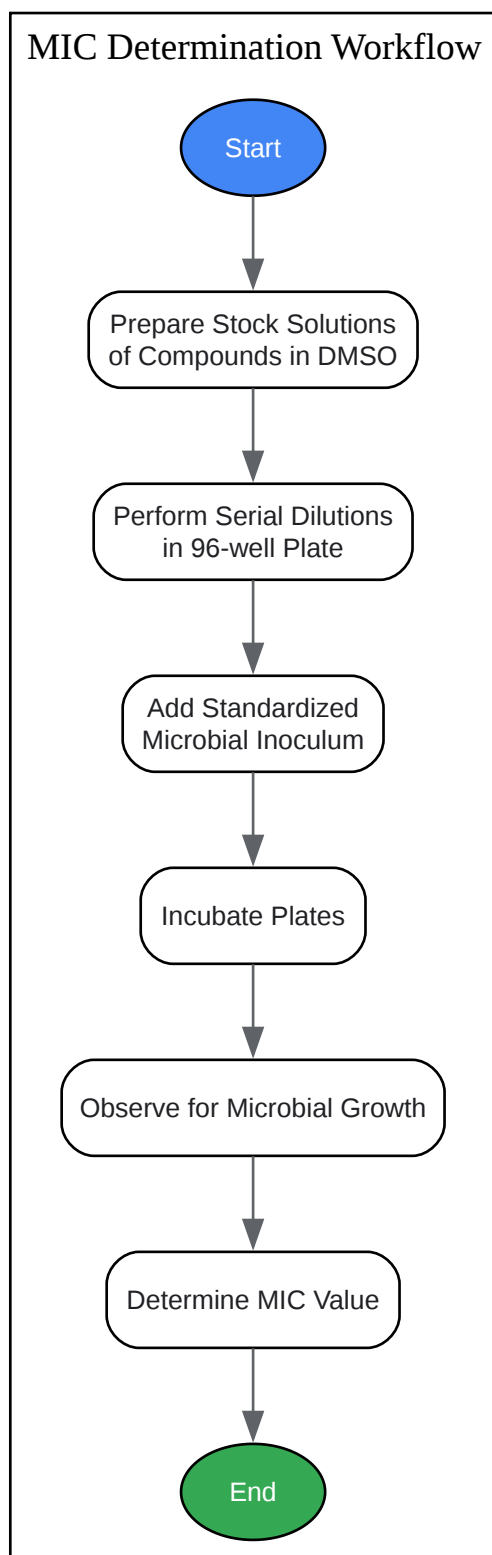 MIC Determination Workflow
Start
Prepare Stock Solutions
of Compounds in DMSO
Perform Serial Dilutions
in 96-well Plate
Add Standardized
Microbial Inoculum
Incubate Plates
Observe for Microbial Growth
Determine MIC Value
End